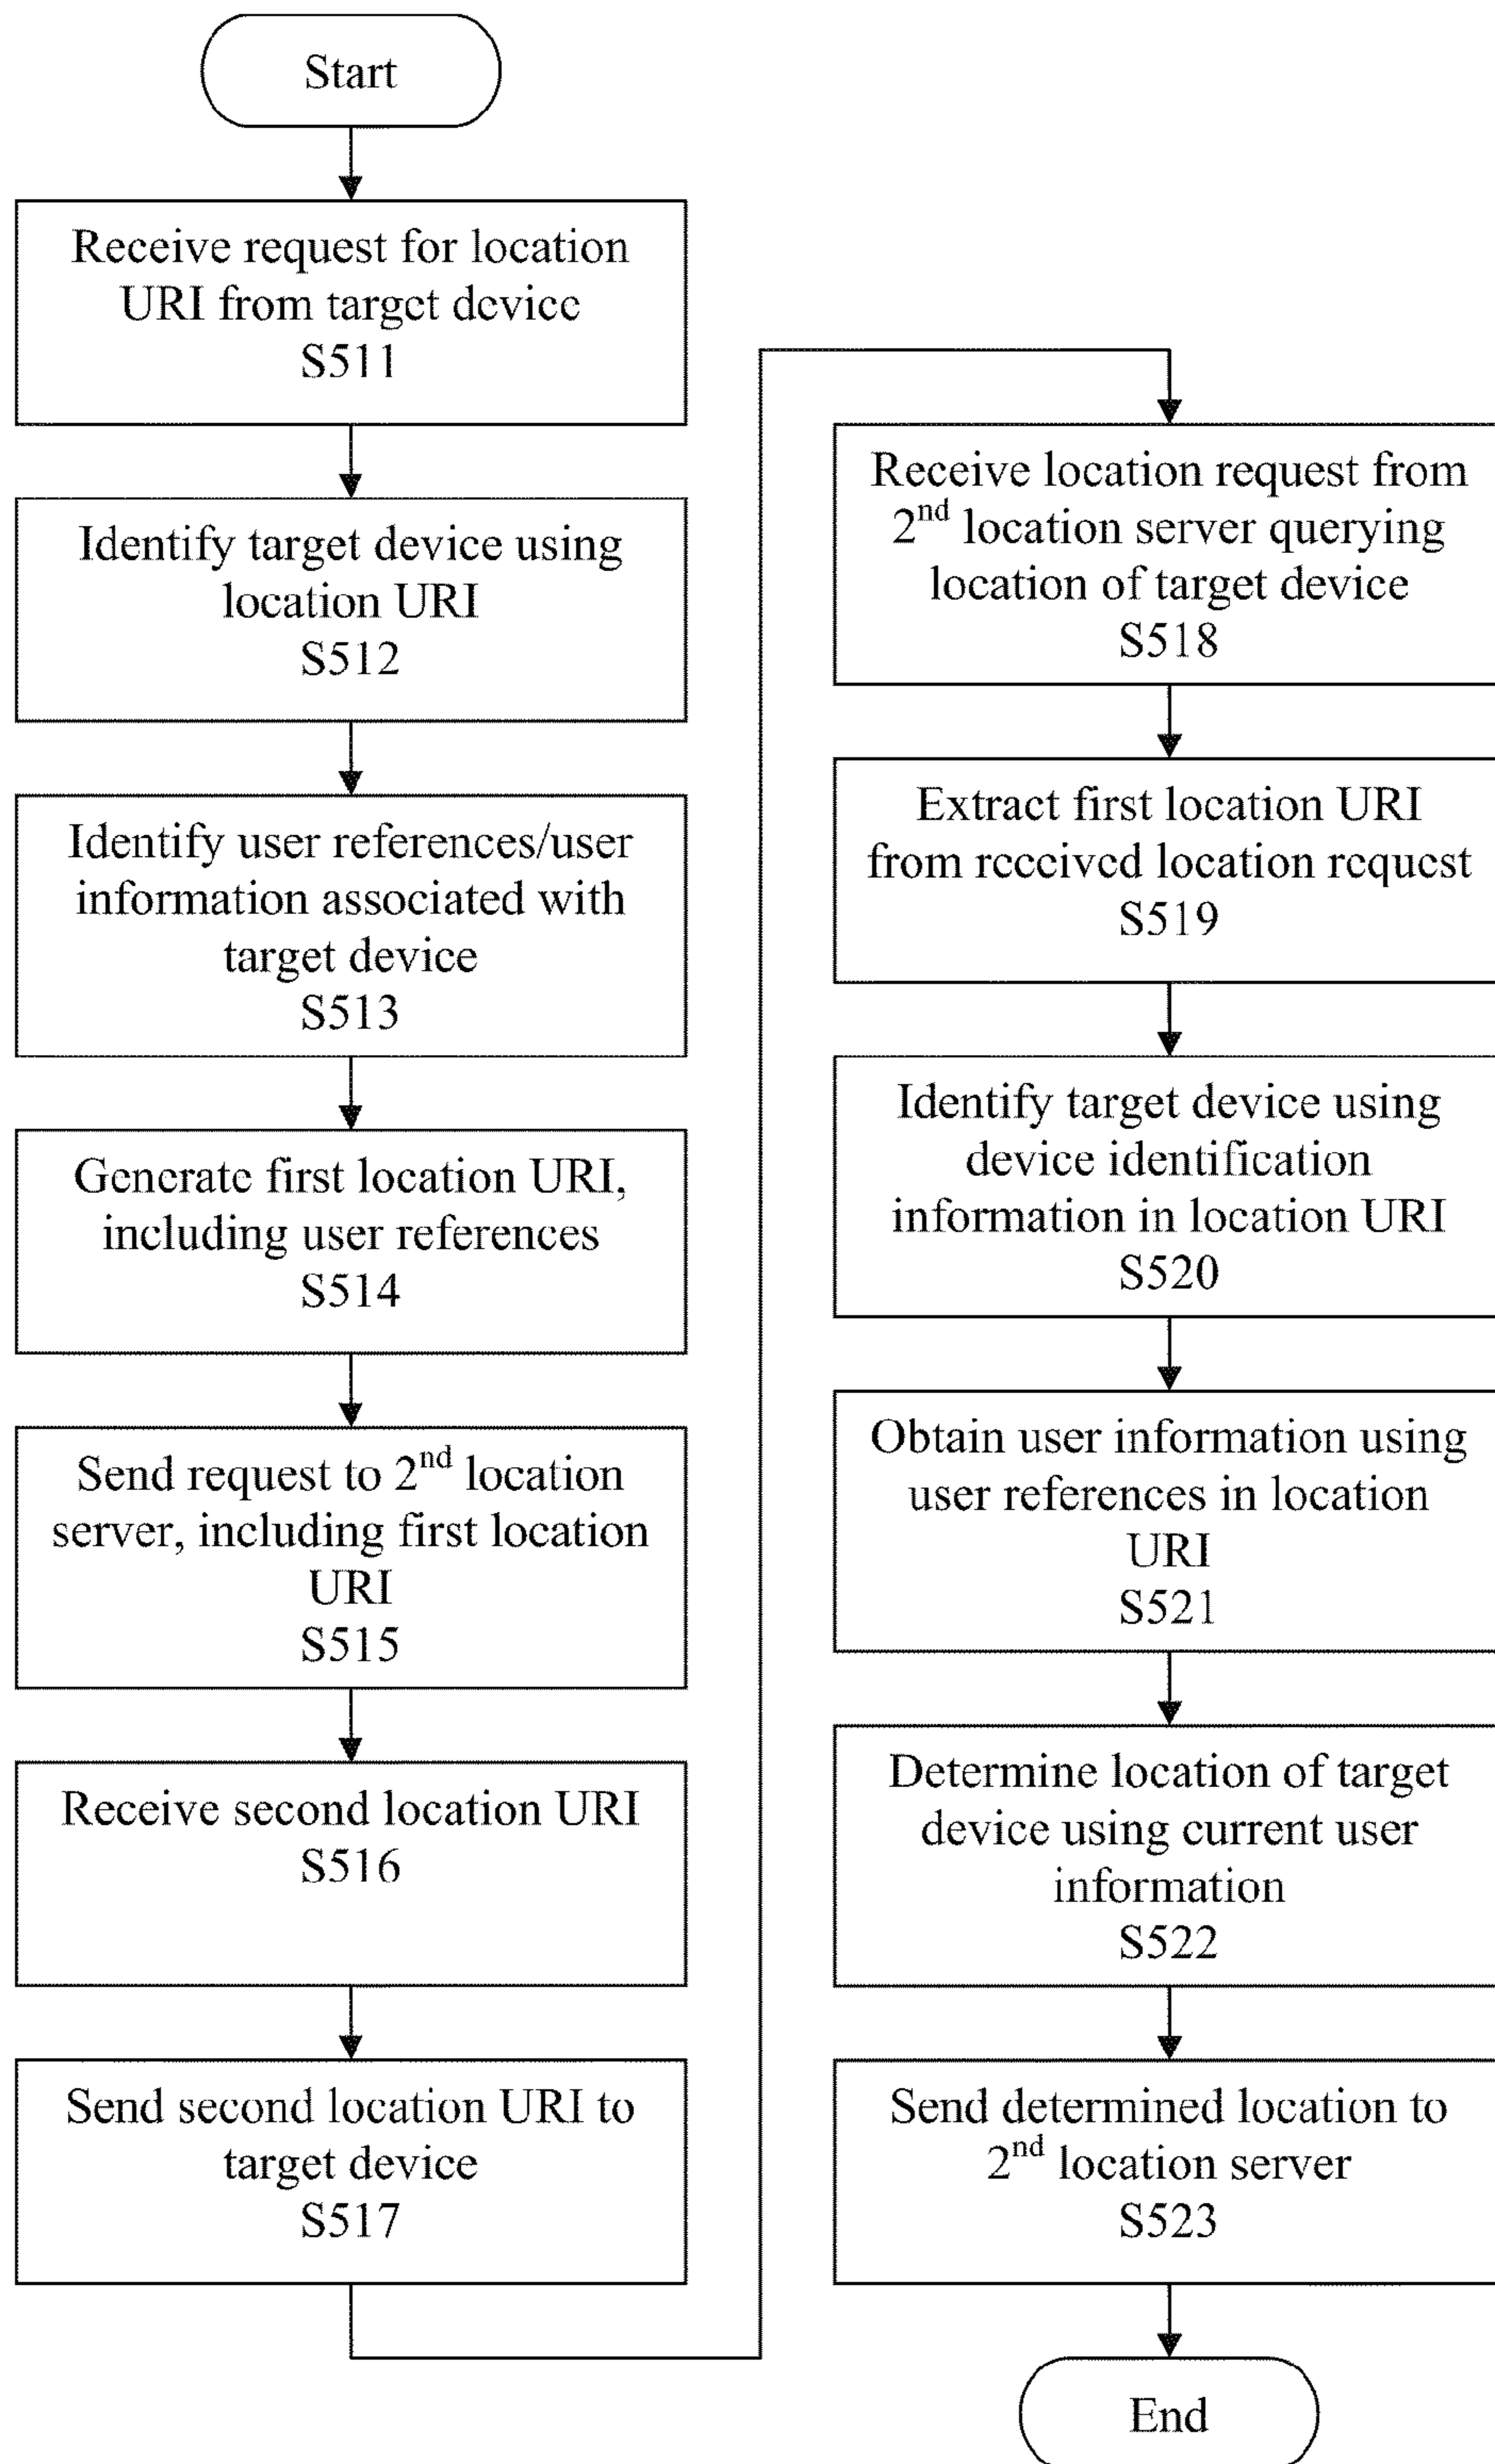 Start
Receive request for location
URI from target device
S511
Identify target device using
location URI
S512
Identify user references/user
information associated with
target device
S513
Generate first location URI,
including user references
S514
Send request to 2nd location
server, including first location
URI
S515
Receive second location URI
S516
Send second location URI to
target device
S517
Receive location request from
2nd location server querying
location of target device
S518
Extract first location URI
from received location request
S519
Identify target device using
device identification
information in location URI
S520
Obtain user information using
user references in location
URI
S521
Determine location of target
device using current user
information
S522
Send determined location to
2nd location server
S523
End